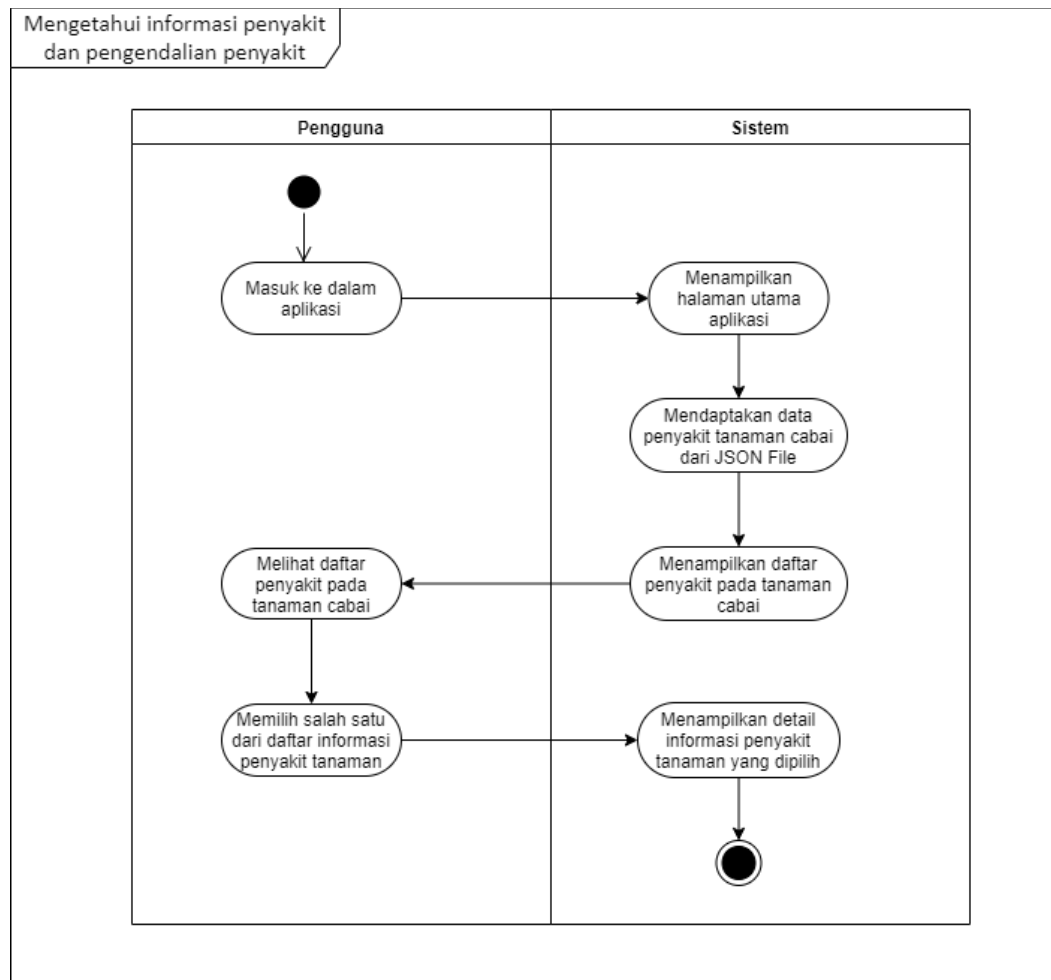 Mengetahui informasi penyakit
dan pengendalian penyakit
Pengguna
Sistem
Masuk ke dalam
aplikasi
Menampilkan
halaman utama
aplikasi
Mendaptakan data
penyakit tanaman cabai
dari JSON File
Menampilkan daftar
penyakit pada tanaman
cabai
Melihat daftar
penyakit pada
tanaman cabai
Memilih salah satu
dari daftar informasi
penyakit tanaman
Menampilkan detail
informasi penyakit
tanaman yang dipilih